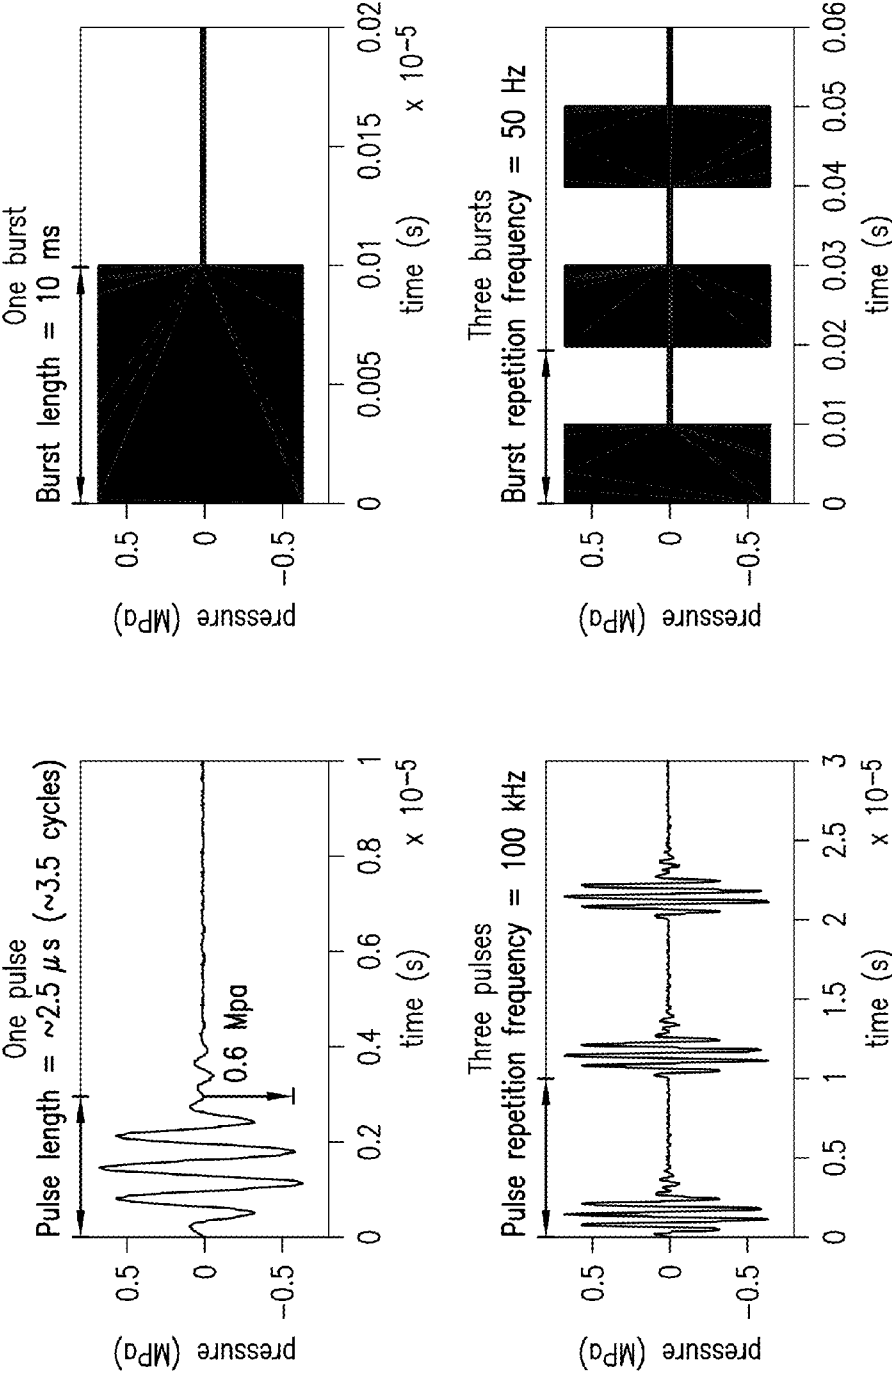 One pulse
Pulse length = ~2.5 µs (~3.5 cycles)
pressure (MPa)
0.5
0
−0.5
0.6 Mpa
0 0.2 0.4 0.6 0.8 1
time (s) x 10−5
One burst
Burst length = 10 ms
pressure (MPa)
0.5
0
−0.5
0 0.005 0.01 0.015 0.02
time (s) x 10−5
Three pulses
Pulse repetition frequency = 100 kHz
pressure (MPa)
0.5
0
−0.5
0 0.5 1 1.5 2 2.5 3
time (s) x 10−5
Three bursts
Burst repetition frequency = 50 Hz
pressure (MPa)
0.5
0
−0.5
0 0.01 0.02 0.03 0.04 0.05 0.06
time (s)